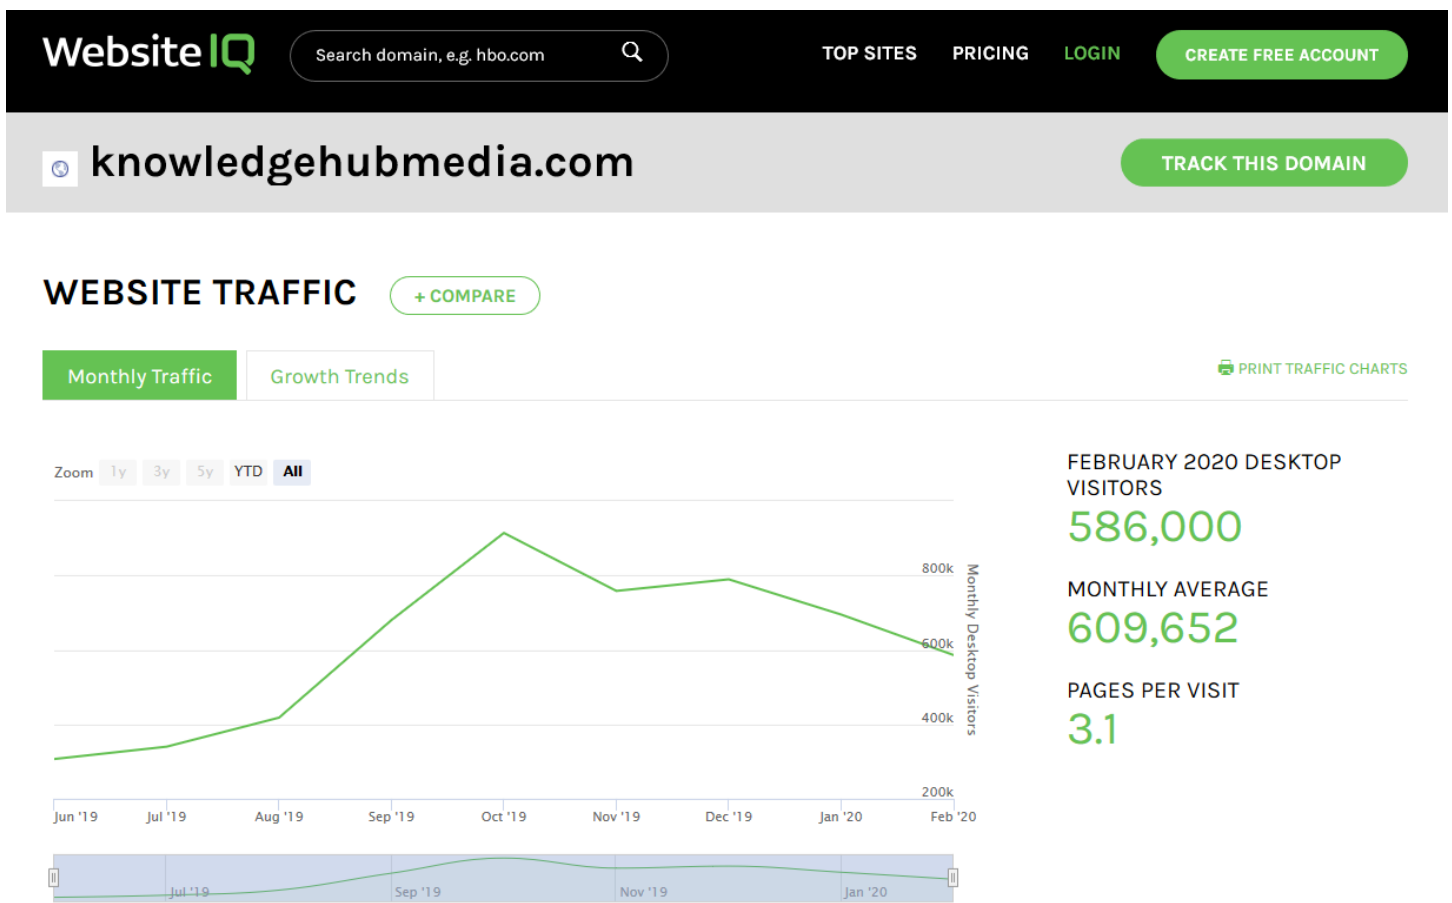 WebsiteIQ
Search domain, e.g. hbo.com
TOP SITES PRICING LOGIN CREATE FREE ACCOUNT
knowledgehubmedia.com
TRACK THIS DOMAIN
WEBSITE TRAFFIC + COMPARE
Monthly Traffic Growth Trends
PRINT TRAFFIC CHARTS
Zoom 1y 3y 5y YTD All
800k
600k
400k
200k
Monthly Desktop Visitors
Jun '19 Jul '19 Aug '19 Sep '19 Oct '19 Nov '19 Dec '19 Jan '20 Feb '20
Jul '19 Sep '19 Nov '19 Jan '20
FEBRUARY 2020 DESKTOP
VISITORS
586,000
MONTHLY AVERAGE
609,652
PAGES PER VISIT
3.1